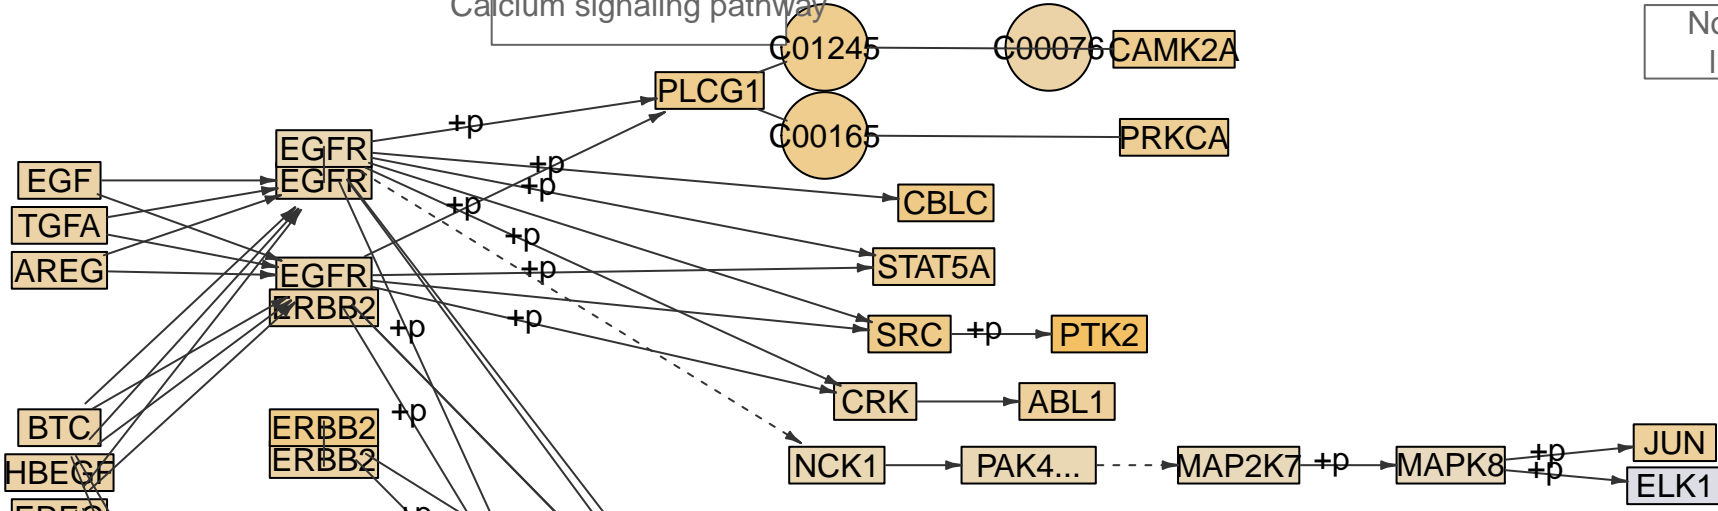 Calcium signaling pathway
No
C01245
C00076
CAMK2A
PLCG1
+p
C00165
PRKCA
EGFR
+p
EGF
EGFR
+p
CBLC
TGFA
+p
+p
AREG
EGFR
+p
STAT5A
ERBB2
+p
+p
SRC
+p
PTK2
CRK
ABL1
BTC
ERBB2
+p
ERBB2
HBEGF
NCK1
PAK4...
MAP2K7
+p
MAPK8
+p
+p
JUN
ELK1
+p